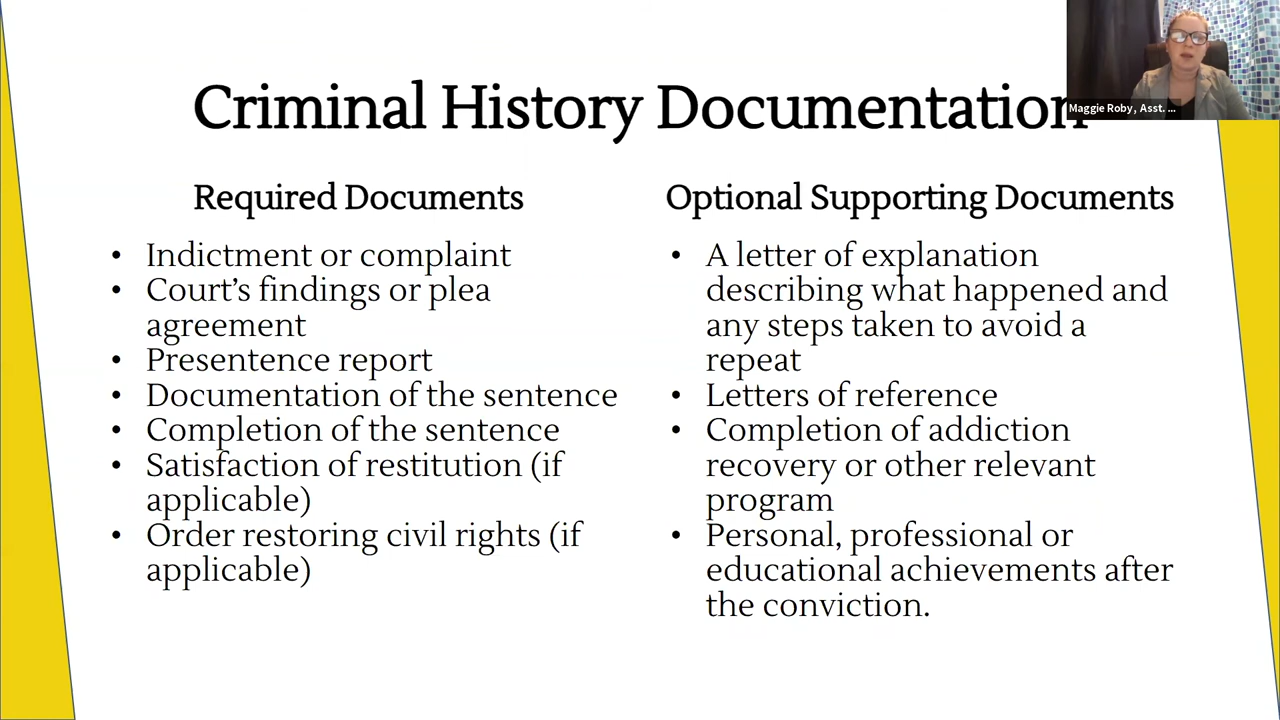 Criminal History Documentation
Maggie Roby, Asst. ...
Required Documents
• Indictment or complaint
• Court's findings or plea
agreement
• Presentence report
• Documentation of the sentence
• Completion of the sentence
• Satisfaction of restitution (if
applicable)
• Order restoring civil rights (if
applicable)
Optional Supporting Documents
• A letter of explanation
describing what happened and
any steps taken to avoid a
repeat
• Letters of reference
• Completion of addiction
recovery or other relevant
program
• Personal, professional or
educational achievements after
the conviction.